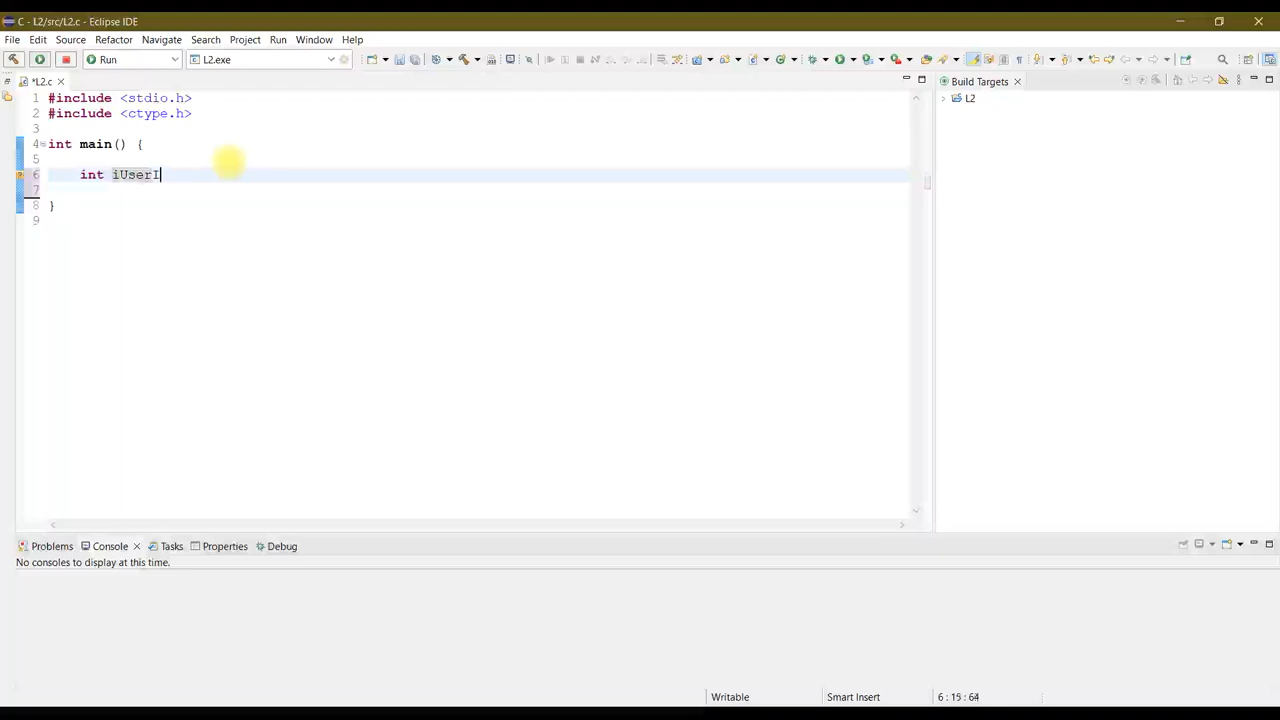 C - L2/src/L2.c - Eclipse IDE
File Edit Source Refactor Navigate Search Project Run Window Help
Run L2.exe
*L2.c Build Targets
1 #include <stdio.h> L2
2 #include <ctype.h>
3
4 int main() {
5
6 int iUserI
7
8 }
9
Problems Console Tasks Properties Debug
No consoles to display at this time.
Writable Smart Insert 6 : 15 : 64